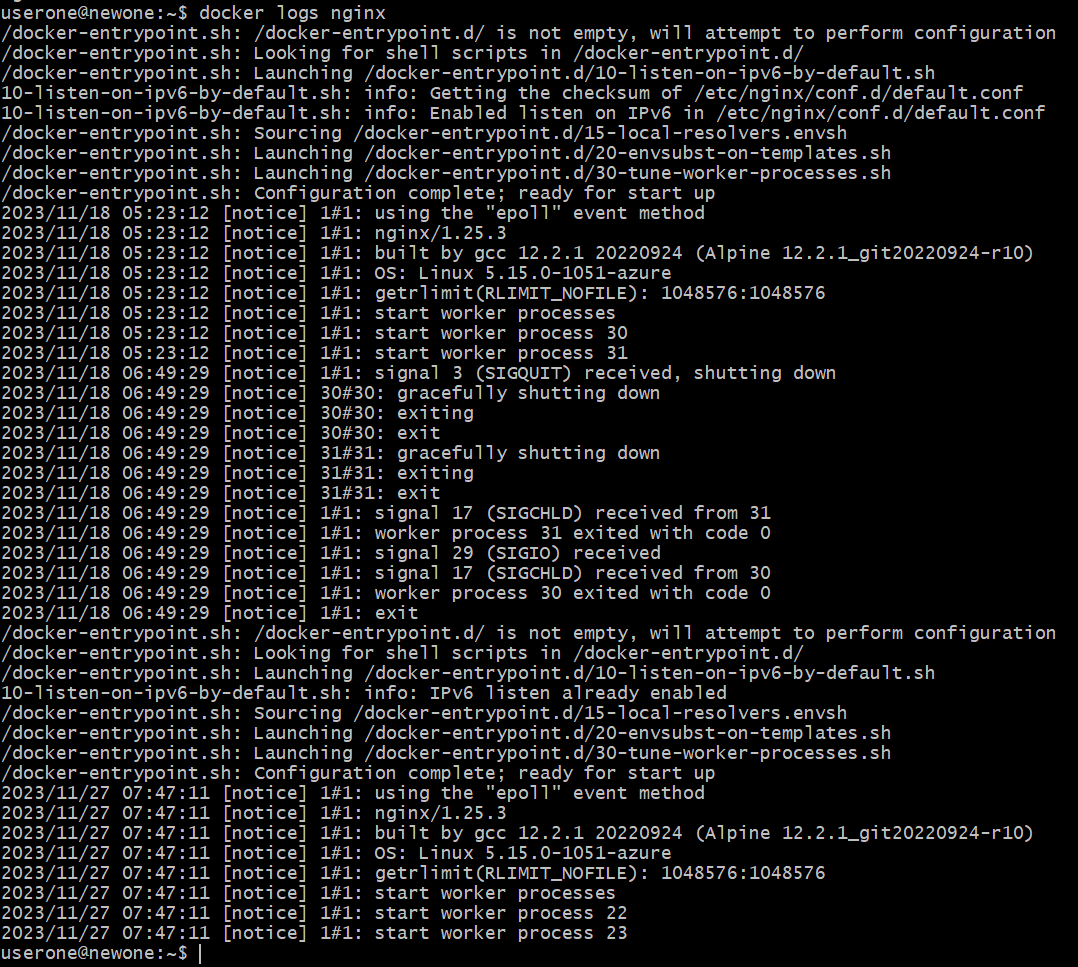 userone@newone:~$ docker logs nginx
/docker-entrypoint.sh: /docker-entrypoint.d/ is not empty, will attempt to perform configuration
/docker-entrypoint.sh: Looking for shell scripts in /docker-entrypoint.d/
/docker-entrypoint.sh: Launching /docker-entrypoint.d/10-listen-on-ipv6-by-default.sh
10-listen-on-ipv6-by-default.sh: info: Getting the checksum of /etc/nginx/conf.d/default.conf
10-listen-on-ipv6-by-default.sh: info: Enabled listen on IPv6 in /etc/nginx/conf.d/default.conf
/docker-entrypoint.sh: Sourcing /docker-entrypoint.d/15-local-resolvers.envsh
/docker-entrypoint.sh: Launching /docker-entrypoint.d/20-envsubst-on-templates.sh
/docker-entrypoint.sh: Launching /docker-entrypoint.d/30-tune-worker-processes.sh
/docker-entrypoint.sh: Configuration complete; ready for start up
2023/11/18 05:23:12 [notice] 1#1: using the "epoll" event method
2023/11/18 05:23:12 [notice] 1#1: nginx/1.25.3
2023/11/18 05:23:12 [notice] 1#1: built by gcc 12.2.1 20220924 (Alpine 12.2.1_git20220924-r10)
2023/11/18 05:23:12 [notice] 1#1: OS: Linux 5.15.0-1051-azure
2023/11/18 05:23:12 [notice] 1#1: getrlimit(RLIMIT_NOFILE): 1048576:1048576
2023/11/18 05:23:12 [notice] 1#1: start worker processes
2023/11/18 05:23:12 [notice] 1#1: start worker process 30
2023/11/18 05:23:12 [notice] 1#1: start worker process 31
2023/11/18 06:49:29 [notice] 1#1: signal 3 (SIGQUIT) received, shutting down
2023/11/18 06:49:29 [notice] 30#30: gracefully shutting down
2023/11/18 06:49:29 [notice] 30#30: exiting
2023/11/18 06:49:29 [notice] 30#30: exit
2023/11/18 06:49:29 [notice] 31#31: gracefully shutting down
2023/11/18 06:49:29 [notice] 31#31: exiting
2023/11/18 06:49:29 [notice] 31#31: exit
2023/11/18 06:49:29 [notice] 1#1: signal 17 (SIGCHLD) received from 31
2023/11/18 06:49:29 [notice] 1#1: worker process 31 exited with code 0
2023/11/18 06:49:29 [notice] 1#1: signal 29 (SIGIO) received
2023/11/18 06:49:29 [notice] 1#1: signal 17 (SIGCHLD) received from 30
2023/11/18 06:49:29 [notice] 1#1: worker process 30 exited with code 0
2023/11/18 06:49:29 [notice] 1#1: exit
/docker-entrypoint.sh: /docker-entrypoint.d/ is not empty, will attempt to perform configuration
/docker-entrypoint.sh: Looking for shell scripts in /docker-entrypoint.d/
/docker-entrypoint.sh: Launching /docker-entrypoint.d/10-listen-on-ipv6-by-default.sh
10-listen-on-ipv6-by-default.sh: info: IPv6 listen already enabled
/docker-entrypoint.sh: Sourcing /docker-entrypoint.d/15-local-resolvers.envsh
/docker-entrypoint.sh: Launching /docker-entrypoint.d/20-envsubst-on-templates.sh
/docker-entrypoint.sh: Launching /docker-entrypoint.d/30-tune-worker-processes.sh
/docker-entrypoint.sh: Configuration complete; ready for start up
2023/11/27 07:47:11 [notice] 1#1: using the "epoll" event method
2023/11/27 07:47:11 [notice] 1#1: nginx/1.25.3
2023/11/27 07:47:11 [notice] 1#1: built by gcc 12.2.1 20220924 (Alpine 12.2.1_git20220924-r10)
2023/11/27 07:47:11 [notice] 1#1: OS: Linux 5.15.0-1051-azure
2023/11/27 07:47:11 [notice] 1#1: getrlimit(RLIMIT_NOFILE): 1048576:1048576
2023/11/27 07:47:11 [notice] 1#1: start worker processes
2023/11/27 07:47:11 [notice] 1#1: start worker process 22
2023/11/27 07:47:11 [notice] 1#1: start worker process 23
userone@newone:~$